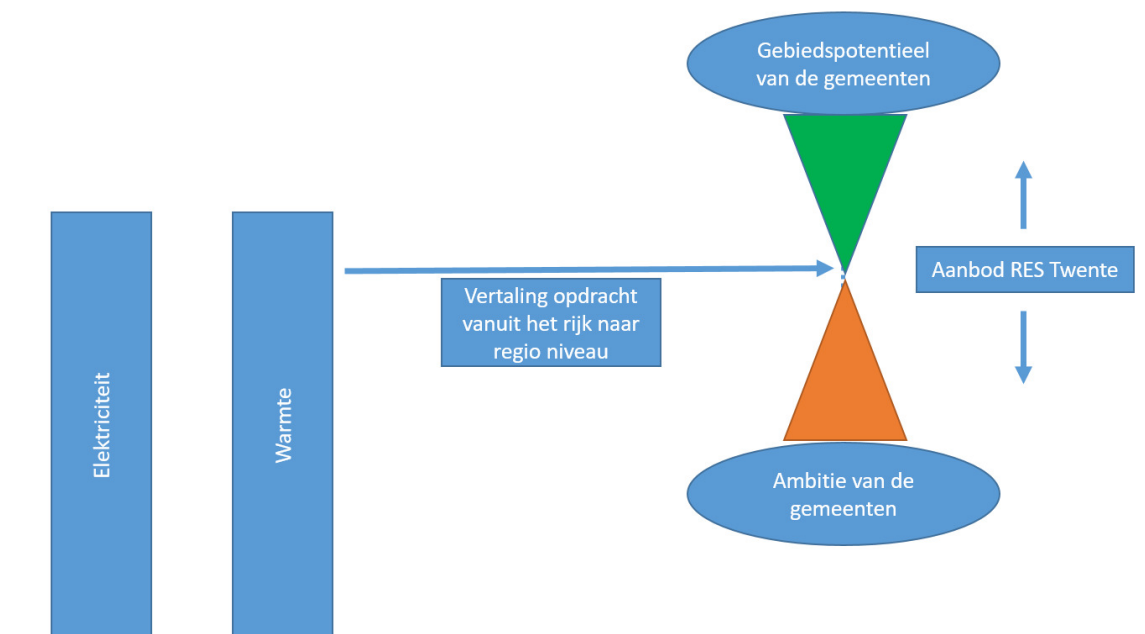 Gebiedspotentieel
van de gemeenten
Aanbod RES Twente
Vertaling opdracht
vanuit het rijk naar
regio niveau
Elektriciteit
Warmte
Ambitie van de
gemeenten